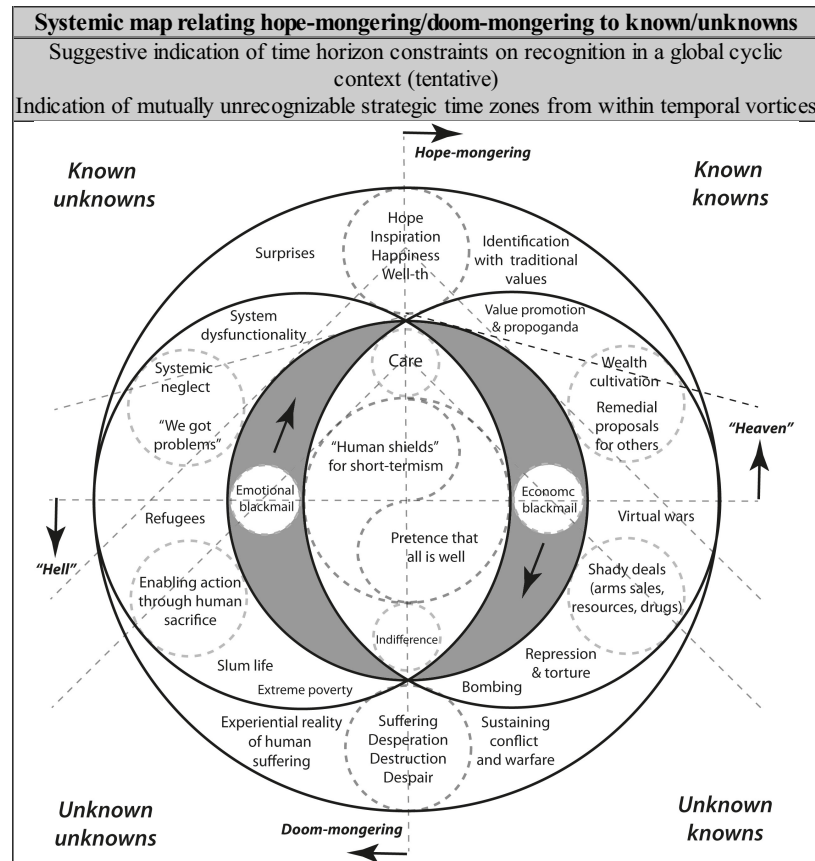 Systemic map relating hope-mongering/doom-mongering to known/unknowns
Suggestive indication of time horizon constraints on recognition in a global cyclic
context (tentative)
Indication of mutually unrecognizable strategic time zones from within temporal vortices
Hope-mongering
Known
unknowns
Known
knowns
Hope
Inspiration
Happiness
Well-th
Surprises
Identification
with traditional
values
System
dysfunctionality
Value promotion
& propoganda
Care
Systemic
neglect
"We got
problems"
Wealth
cultivation
Remedial
proposals
for others
"Heaven"
"Human shields"
for short-termism
Emotional
blackmail
Economc
blackmail
Refugees
Virtual wars
Pretence that
all is well
"Hell"
Enabling action
through human
sacrifice
Shady deals
(arms sales,
resources, drugs)
Indifference
Slum life
Repression
& torture
Extreme poverty
Bombing
Experiential reality
of human
suffering
Suffering
Desperation
Destruction
Despair
Sustaining
conflict
and warfare
Unknown
unknowns
Unknown
knowns
Doom-mongering